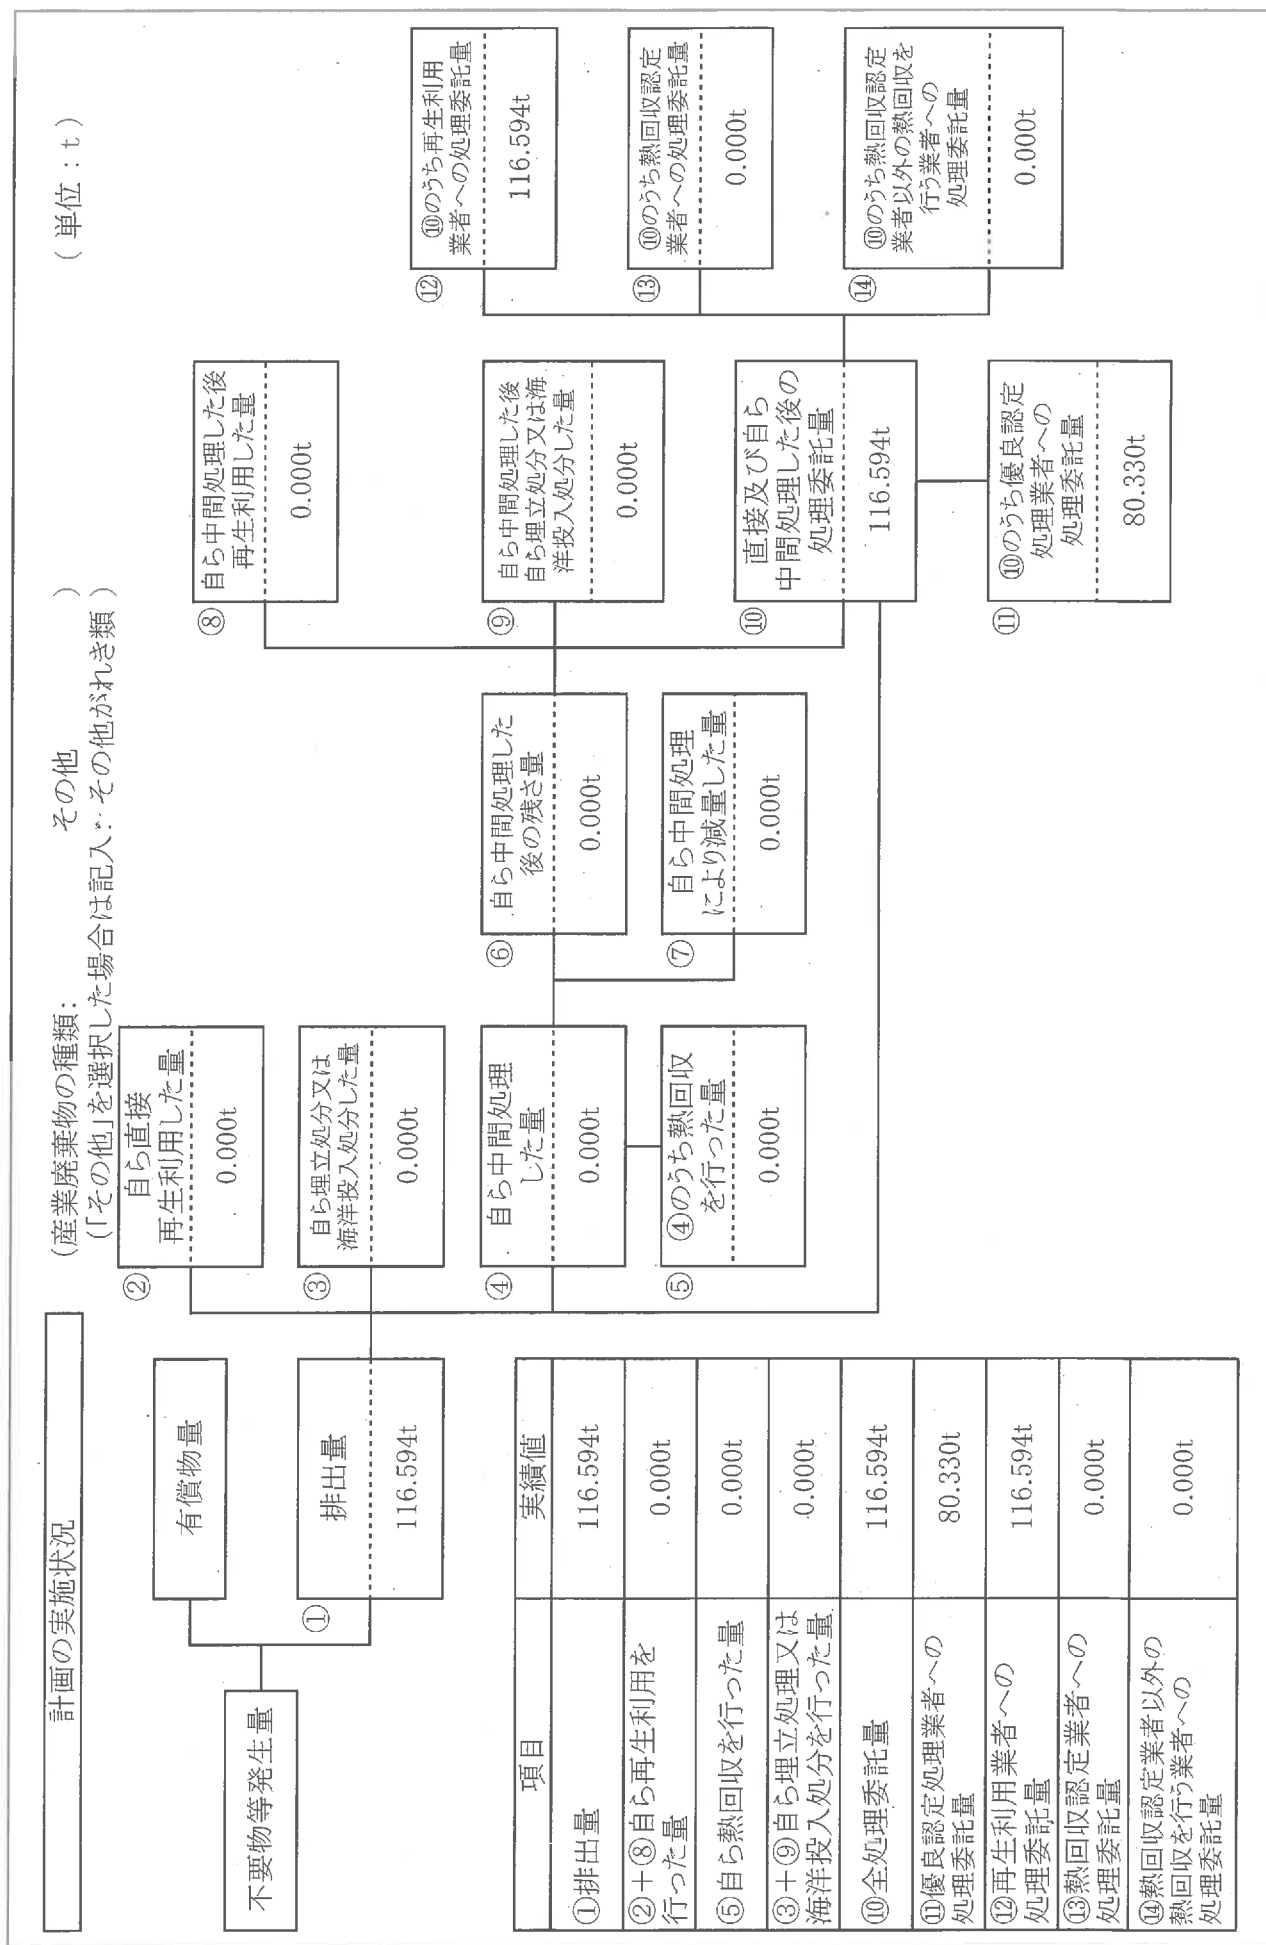 計画の実施状況
(産業廃棄物の種類: その他 )
(「その他」を選択した場合は記入: その他がれき類 )
( 単位 : t )
不要物等発生量
有償物量
①
排出量
116.594t
②
自ら直接
再生利用した量
0.000t
③
自ら埋立処分又は
海洋投入処分した量
0.000t
④
自ら中間処理
した量
0.000t
⑤
④のうち熱回収
を行った量
0.000t
⑥
自ら中間処理した
後の残さ量
0.000t
⑦
自ら中間処理
により減量した量
0.000t
⑧
自ら中間処理した後
再生利用した量
0.000t
⑨
自ら中間処理した後
自ら埋立処分又は海
洋投入処分した量
0.000t
⑩
直接及び自ら
中間処理した後の
処理委託量
116.594t
⑪
⑩のうち優良認定
処理業者への
処理委託量
80.330t
⑫
⑩のうち再生利用
業者への処理委託量
116.594t
⑬
⑩のうち熱回収認定
業者への処理委託量
0.000t
⑭
⑩のうち熱回収認定
業者以外の熱回収を
行う業者への
処理委託量
0.000t
項目 実績値
①排出量 116.594t
②+⑧自ら再生利用を
行った量 0.000t
⑤自ら熱回収を行った量 0.000t
③+⑨自ら埋立処理又は
海洋投入処分を行った量 0.000t
⑩全処理委託量 116.594t
⑪優良認定処理業者への
処理委託量 80.330t
⑫再生利用業者への
処理委託量 116.594t
⑬熱回収認定業者への
処理委託量 0.000t
⑭熱回収認定業者以外の
熱回収を行う業者への
処理委託量 0.000t